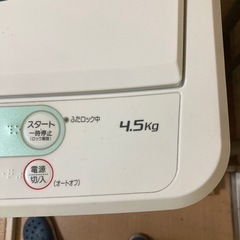 スタート
一時停止
(ロック解除)
ふたロック中
4.5Kg
電源
切/入
(オートオフ)